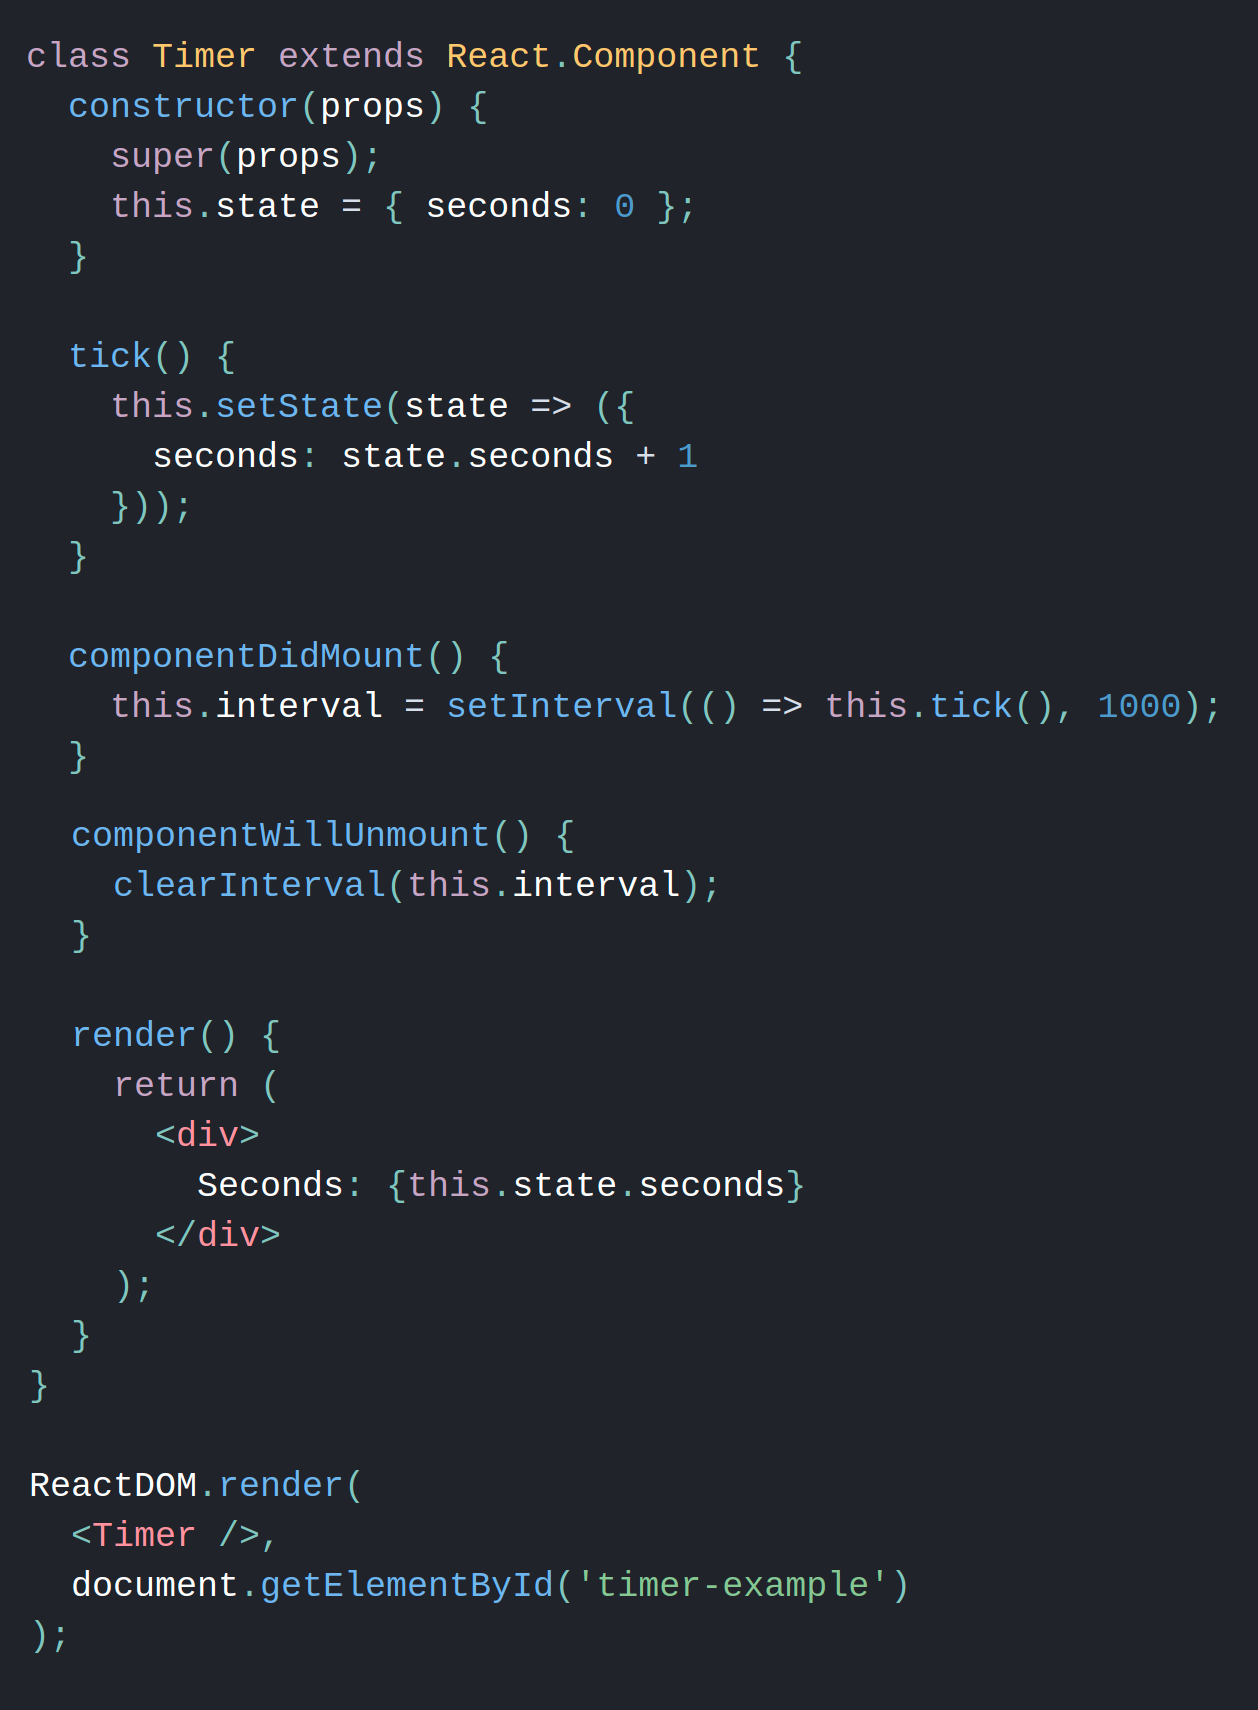 class Timer extends React.Component {
  constructor(props) {
    super(props);
    this.state = { seconds: 0 };
  }

  tick() {
    this.setState(state => ({
      seconds: state.seconds + 1
    }));
  }

  componentDidMount() {
    this.interval = setInterval(() => this.tick(), 1000);
  }

  componentWillUnmount() {
    clearInterval(this.interval);
  }

  render() {
    return (
      <div>
        Seconds: {this.state.seconds}
      </div>
    );
  }
}

ReactDOM.render(
  <Timer />,
  document.getElementById('timer-example')
);